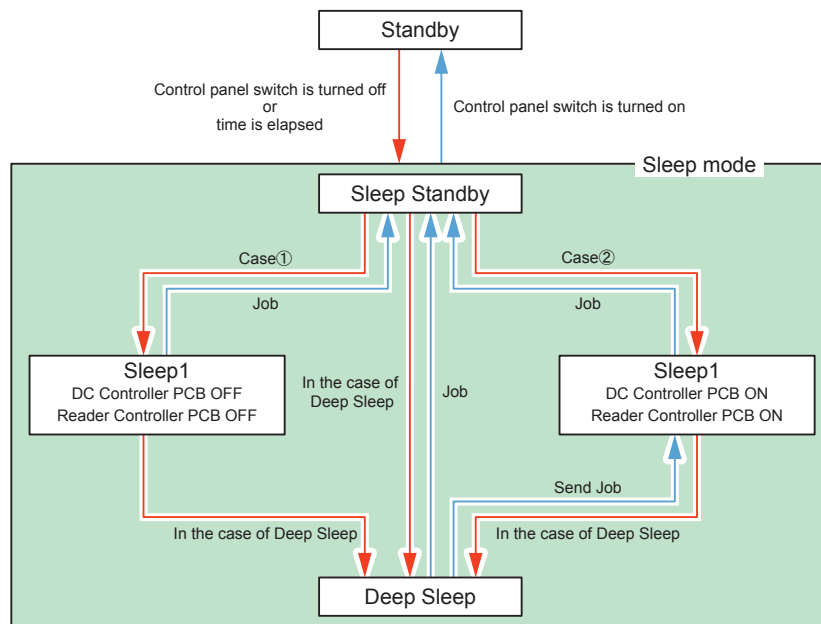 Standby
Control panel switch is turned off
or
time is elapsed
Control panel switch is turned on
Sleep mode
Sleep Standby
Case①
Case②
Job
Job
Sleep1
DC Controller PCB OFF
Reader Controller PCB OFF
In the case of
Deep Sleep
Job
Sleep1
DC Controller PCB ON
Reader Controller PCB ON
Send Job
In the case of Deep Sleep
In the case of Deep Sleep
Deep Sleep